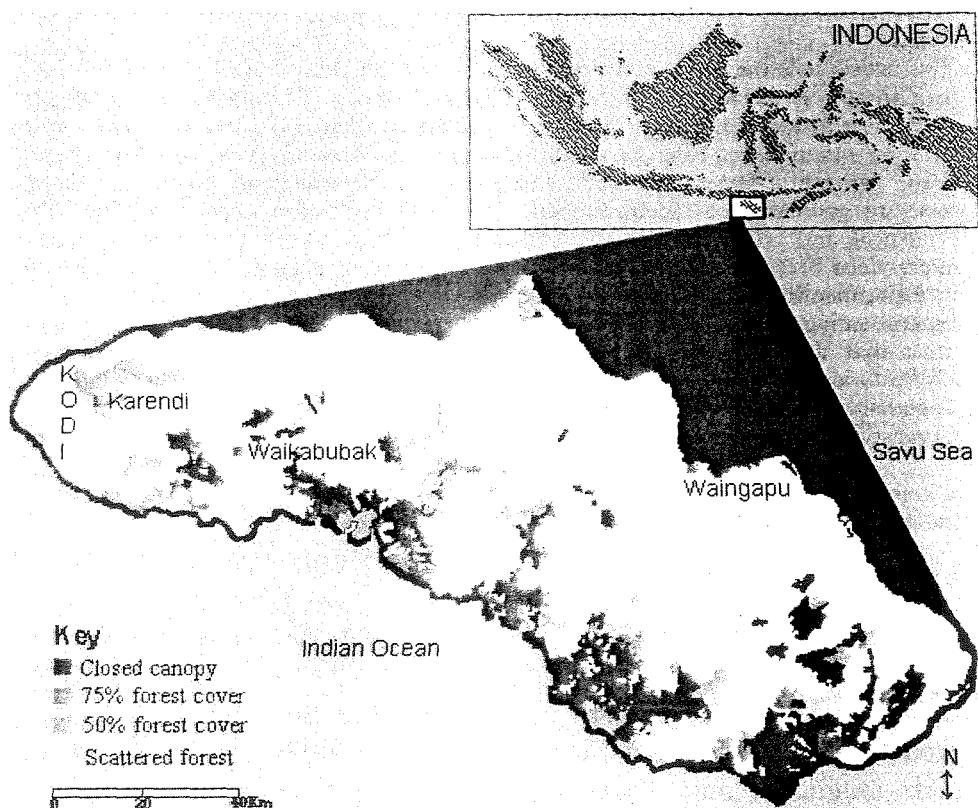 INDONESIA
KODI
Karendi
Waikabubak
Savu Sea
Waingapu
Indian Ocean
Key
Closed canopy
75% forest cover
50% forest cover
Scattered forest
0 20 40Km
N